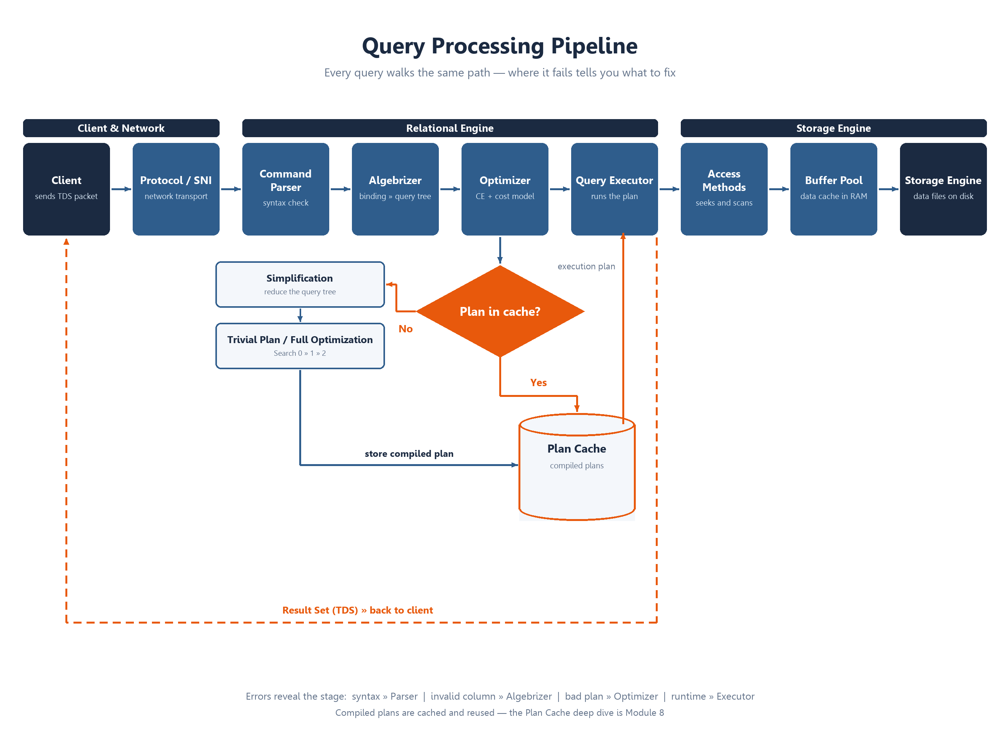 Query Processing Pipeline
Every query walks the same path — where it fails tells you what to fix
Client & Network
Relational Engine
Storage Engine
Client
sends TDS packet
Protocol / SNI
network transport
Command
Parser
syntax check
Algebrizer
binding » query tree
Optimizer
CE + cost model
Query Executor
runs the plan
Access
Methods
seeks and scans
Buffer Pool
data cache in RAM
Storage Engine
data files on disk
execution plan
Simplification
reduce the query tree
Plan in cache?
No
Trivial Plan / Full Optimization
Search 0 » 1 » 2
Yes
store compiled plan
Plan Cache
compiled plans
Result Set (TDS) » back to client
Errors reveal the stage:  syntax » Parser  |  invalid column » Algebrizer  |  bad plan » Optimizer  |  runtime » Executor
Compiled plans are cached and reused — the Plan Cache deep dive is Module 8